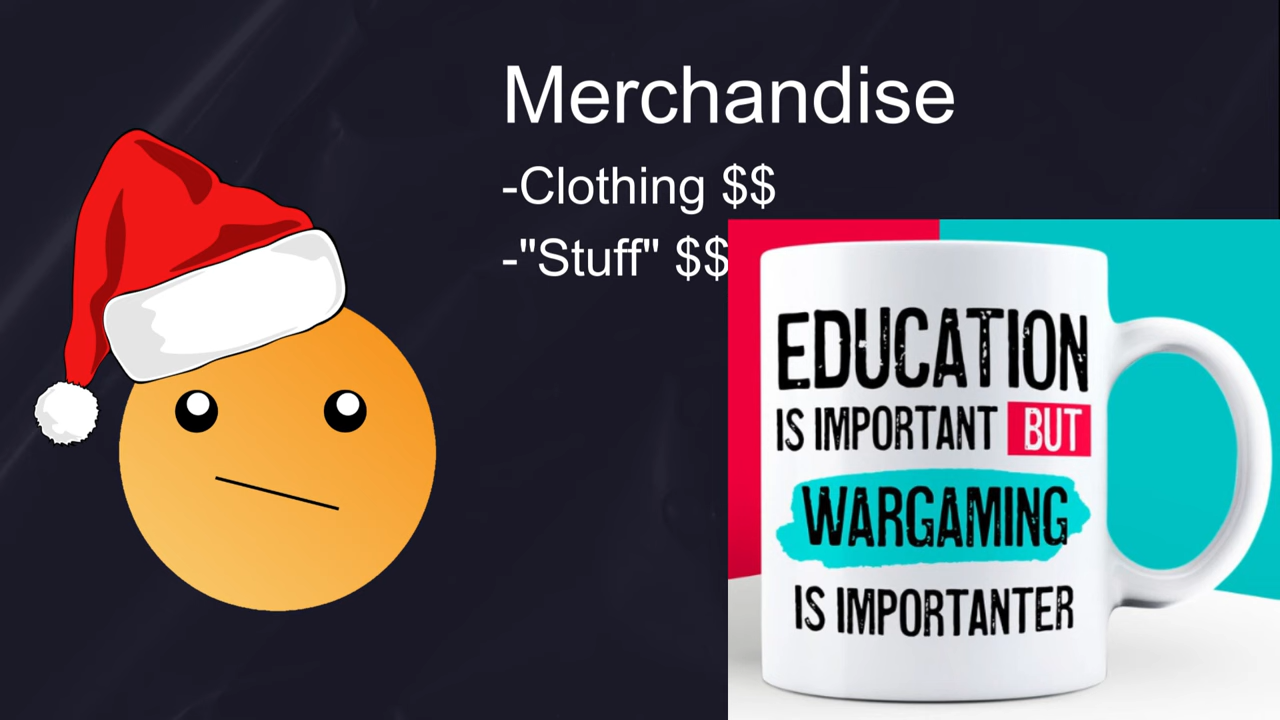 Merchandise
-Clothing $$
-"Stuff" $$
EDUCATION
IS IMPORTANT BUT
WARGAMING
IS IMPORTANTER